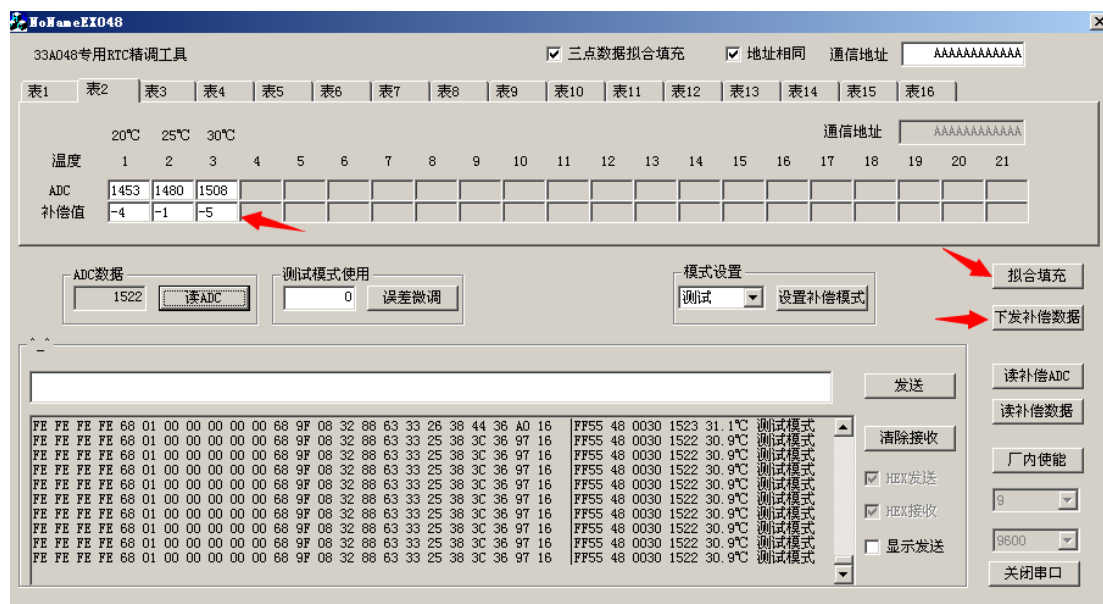 NoNameEX048
33A048专用RTC精调工具 三点数据拟合填充 地址相同 通信地址 AAAAAAAAAAAA
表1 表2 表3 表4 表5 表6 表7 表8 表9 表10 表11 表12 表13 表14 表15 表16
20℃ 25℃ 30℃ 通信地址 AAAAAAAAAAAA
温度 1 2 3 4 5 6 7 8 9 10 11 12 13 14 15 16 17 18 19 20 21
ADC 1453 1480 1508
补偿值 -4 -1 -5
ADC数据 测试模式使用 模式设置 拟合填充
1522 读ADC 0 误差微调 测试 设置补偿模式
下发补偿数据
^_^
发送 读补偿ADC
读补偿数据
FE FE FE FE 68 01 00 00 00 00 00 68 9F 08 32 88 63 33 26 38 44 36 A0 16 FF55 48 0030 1523 31.1℃ 测试模式
FE FE FE FE 68 01 00 00 00 00 00 68 9F 08 32 88 63 33 25 38 3C 36 97 16 FF55 48 0030 1522 30.9℃ 测试模式
FE FE FE FE 68 01 00 00 00 00 00 68 9F 08 32 88 63 33 25 38 3C 36 97 16 FF55 48 0030 1522 30.9℃ 测试模式
FE FE FE FE 68 01 00 00 00 00 00 68 9F 08 32 88 63 33 25 38 3C 36 97 16 FF55 48 0030 1522 30.9℃ 测试模式
FE FE FE FE 68 01 00 00 00 00 00 68 9F 08 32 88 63 33 25 38 3C 36 97 16 FF55 48 0030 1522 30.9℃ 测试模式
FE FE FE FE 68 01 00 00 00 00 00 68 9F 08 32 88 63 33 25 38 3C 36 97 16 FF55 48 0030 1522 30.9℃ 测试模式
FE FE FE FE 68 01 00 00 00 00 00 68 9F 08 32 88 63 33 25 38 3C 36 97 16 FF55 48 0030 1522 30.9℃ 测试模式
FE FE FE FE 68 01 00 00 00 00 00 68 9F 08 32 88 63 33 25 38 3C 36 97 16 FF55 48 0030 1522 30.9℃ 测试模式
FE FE FE FE 68 01 00 00 00 00 00 68 9F 08 32 88 63 33 25 38 3C 36 97 16 FF55 48 0030 1522 30.9℃ 测试模式
FE FE FE FE 68 01 00 00 00 00 00 68 9F 08 32 88 63 33 25 38 3C 36 97 16 FF55 48 0030 1522 30.9℃ 测试模式
清除接收
厂内使能
HEX发送
9
HEX接收
9600
显示发送
关闭串口